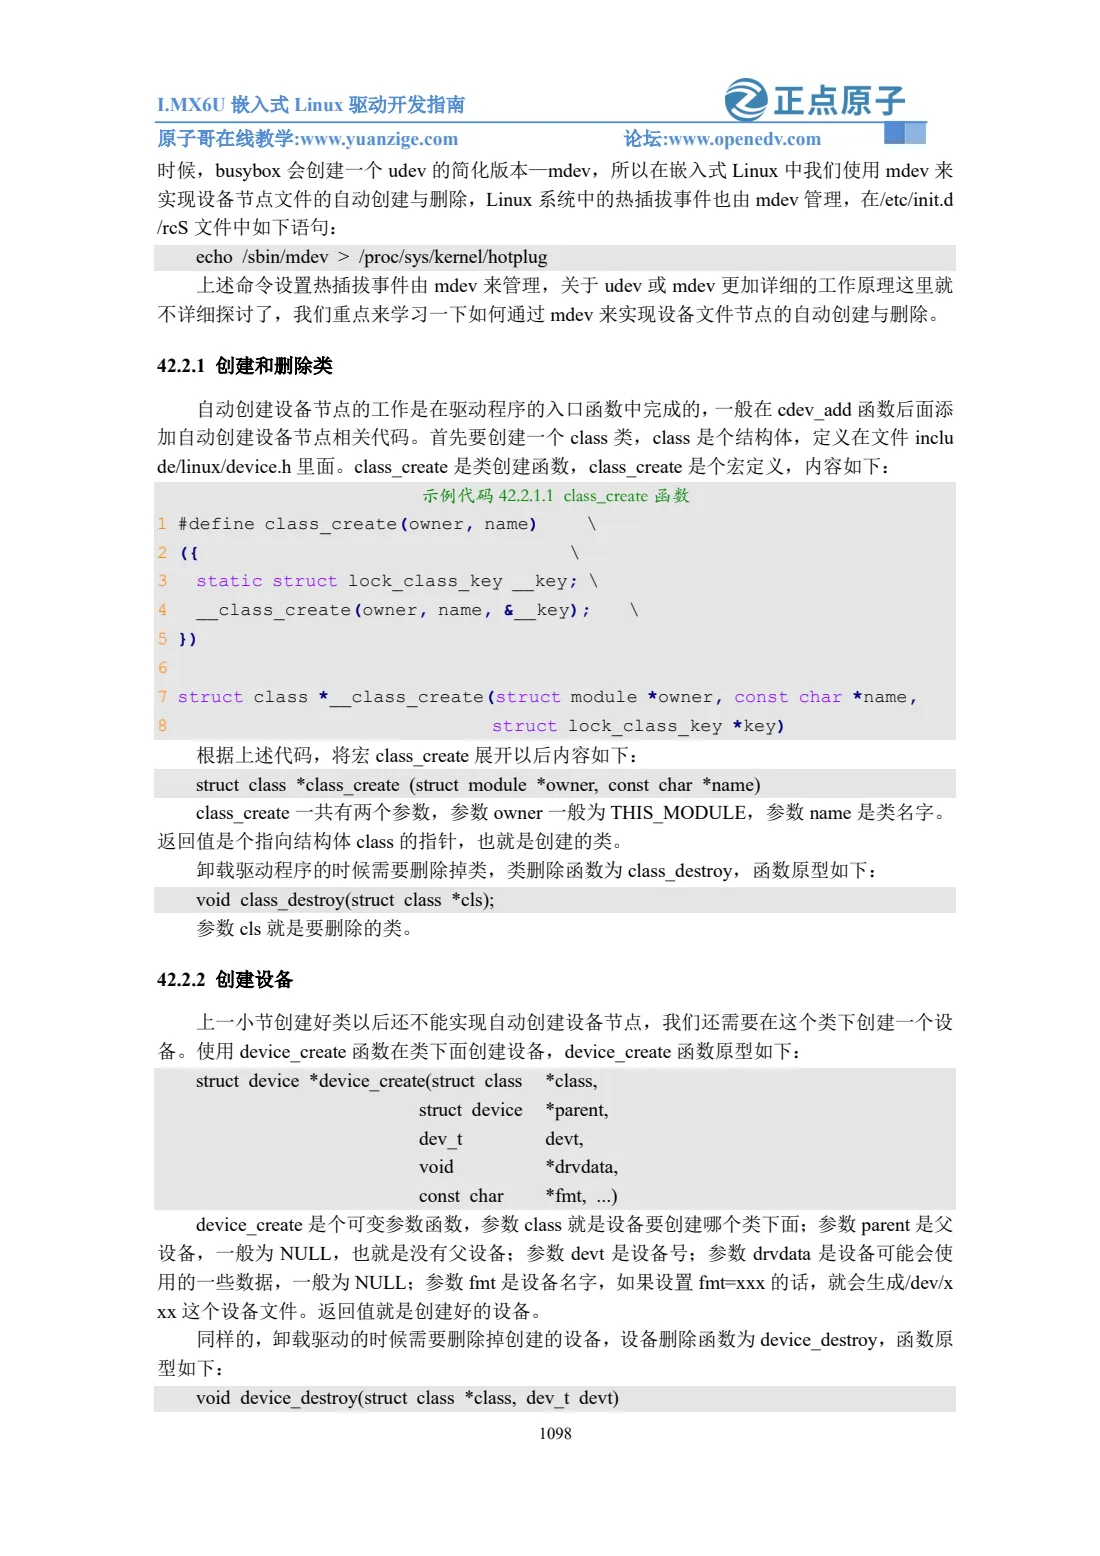 I.MX6U 嵌入式 Linux 驱动开发指南
正点原子
原子哥在线教学:www.yuanzige.com 论坛:www.openedv.com
时候，busybox 会创建一个 udev 的简化版本—mdev，所以在嵌入式 Linux 中我们使用 mdev 来
实现设备节点文件的自动创建与删除，Linux 系统中的热插拔事件也由 mdev 管理，在/etc/init.d
/rcS 文件中如下语句：
echo /sbin/mdev > /proc/sys/kernel/hotplug
上述命令设置热插拔事件由 mdev 来管理，关于 udev 或 mdev 更加详细的工作原理这里就
不详细探讨了，我们重点来学习一下如何通过 mdev 来实现设备文件节点的自动创建与删除。
42.2.1 创建和删除类
自动创建设备节点的工作是在驱动程序的入口函数中完成的，一般在 cdev_add 函数后面添
加自动创建设备节点相关代码。首先要创建一个 class 类，class 是个结构体，定义在文件 inclu
de/linux/device.h 里面。class_create 是类创建函数，class_create 是个宏定义，内容如下：
示例代码 42.2.1.1 class_create 函数
1 #define class_create(owner, name) \
2 ({ \
3 static struct lock_class_key __key; \
4 __class_create(owner, name, &__key); \
5 })
6
7 struct class *__class_create(struct module *owner, const char *name,
8 struct lock_class_key *key)
根据上述代码，将宏 class_create 展开以后内容如下：
struct class *class_create (struct module *owner, const char *name)
class_create 一共有两个参数，参数 owner 一般为 THIS_MODULE，参数 name 是类名字。
返回值是个指向结构体 class 的指针，也就是创建的类。
卸载驱动程序的时候需要删除掉类，类删除函数为 class_destroy，函数原型如下：
void class_destroy(struct class *cls);
参数 cls 就是要删除的类。
42.2.2 创建设备
上一小节创建好类以后还不能实现自动创建设备节点，我们还需要在这个类下创建一个设
备。使用 device_create 函数在类下面创建设备，device_create 函数原型如下：
struct device *device_create(struct class *class,
struct device *parent,
dev_t devt,
void *drvdata,
const char *fmt, ...)
device_create 是个可变参数函数，参数 class 就是设备要创建哪个类下面；参数 parent 是父
设备，一般为 NULL，也就是没有父设备；参数 devt 是设备号；参数 drvdata 是设备可能会使
用的一些数据，一般为 NULL；参数 fmt 是设备名字，如果设置 fmt=xxx 的话，就会生成/dev/x
xx 这个设备文件。返回值就是创建好的设备。
同样的，卸载驱动的时候需要删除掉创建的设备，设备删除函数为 device_destroy，函数原
型如下：
void device_destroy(struct class *class, dev_t devt)
1098